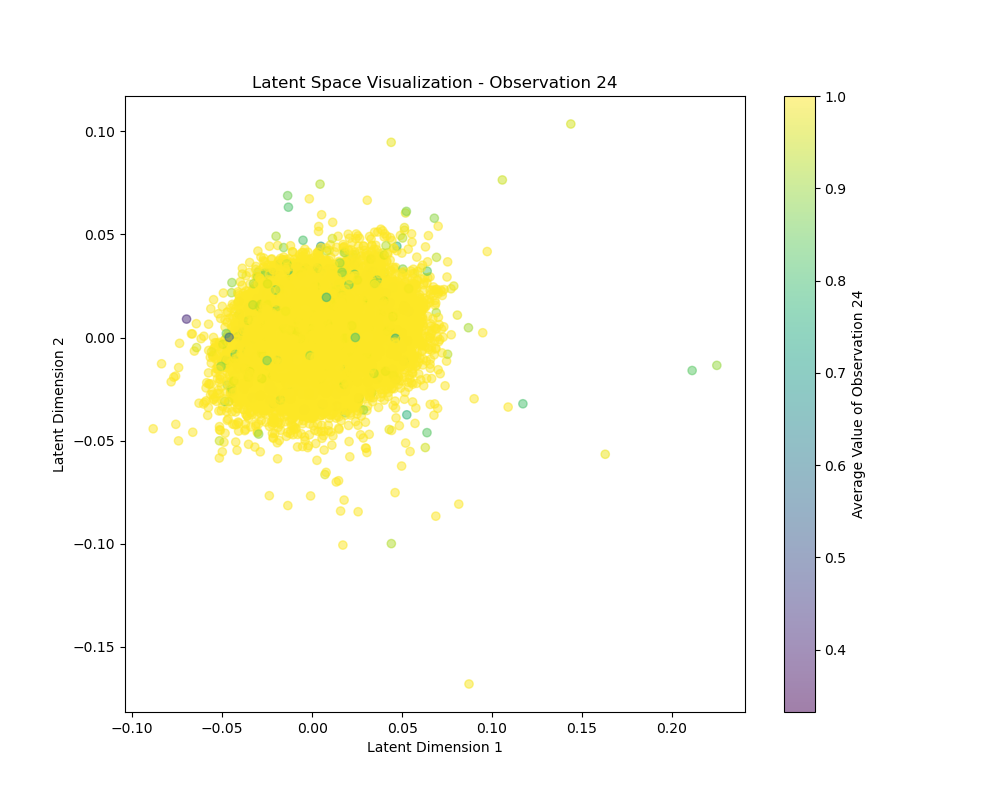 Latent Space Visualization - Observation 24
0.10
0.05
0.00
−0.05
−0.10
−0.15
Latent Dimension 2
−0.10 −0.05 0.00 0.05 0.10 0.15 0.20
Latent Dimension 1
1.0
0.9
0.8
0.7
0.6
0.5
0.4
Average Value of Observation 24